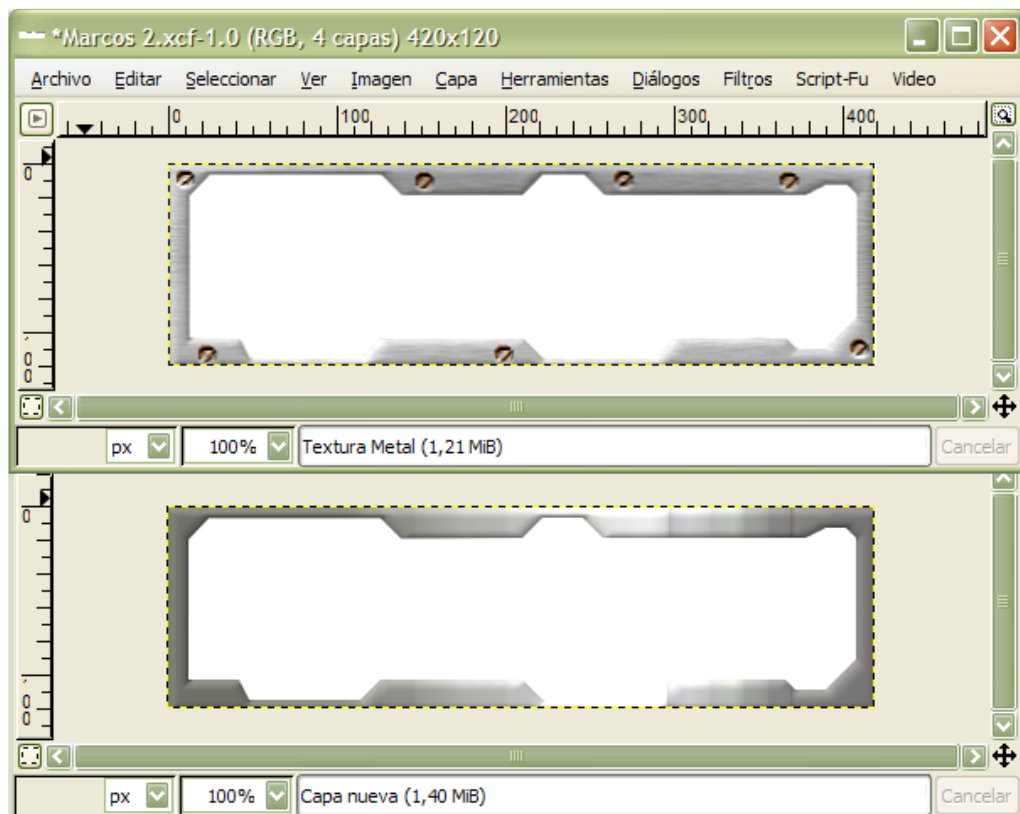 *Marcos 2.xcf-1.0 (RGB, 4 capas) 420x120
Archivo Editar Seleccionar Ver Imagen Capa Herramientas Diálogos Filtros Script-Fu Video
0 100 200 300 400
0
100
px 100% Textura Metal (1,21 MiB) Cancelar
0
100
px 100% Capa nueva (1,40 MiB) Cancelar